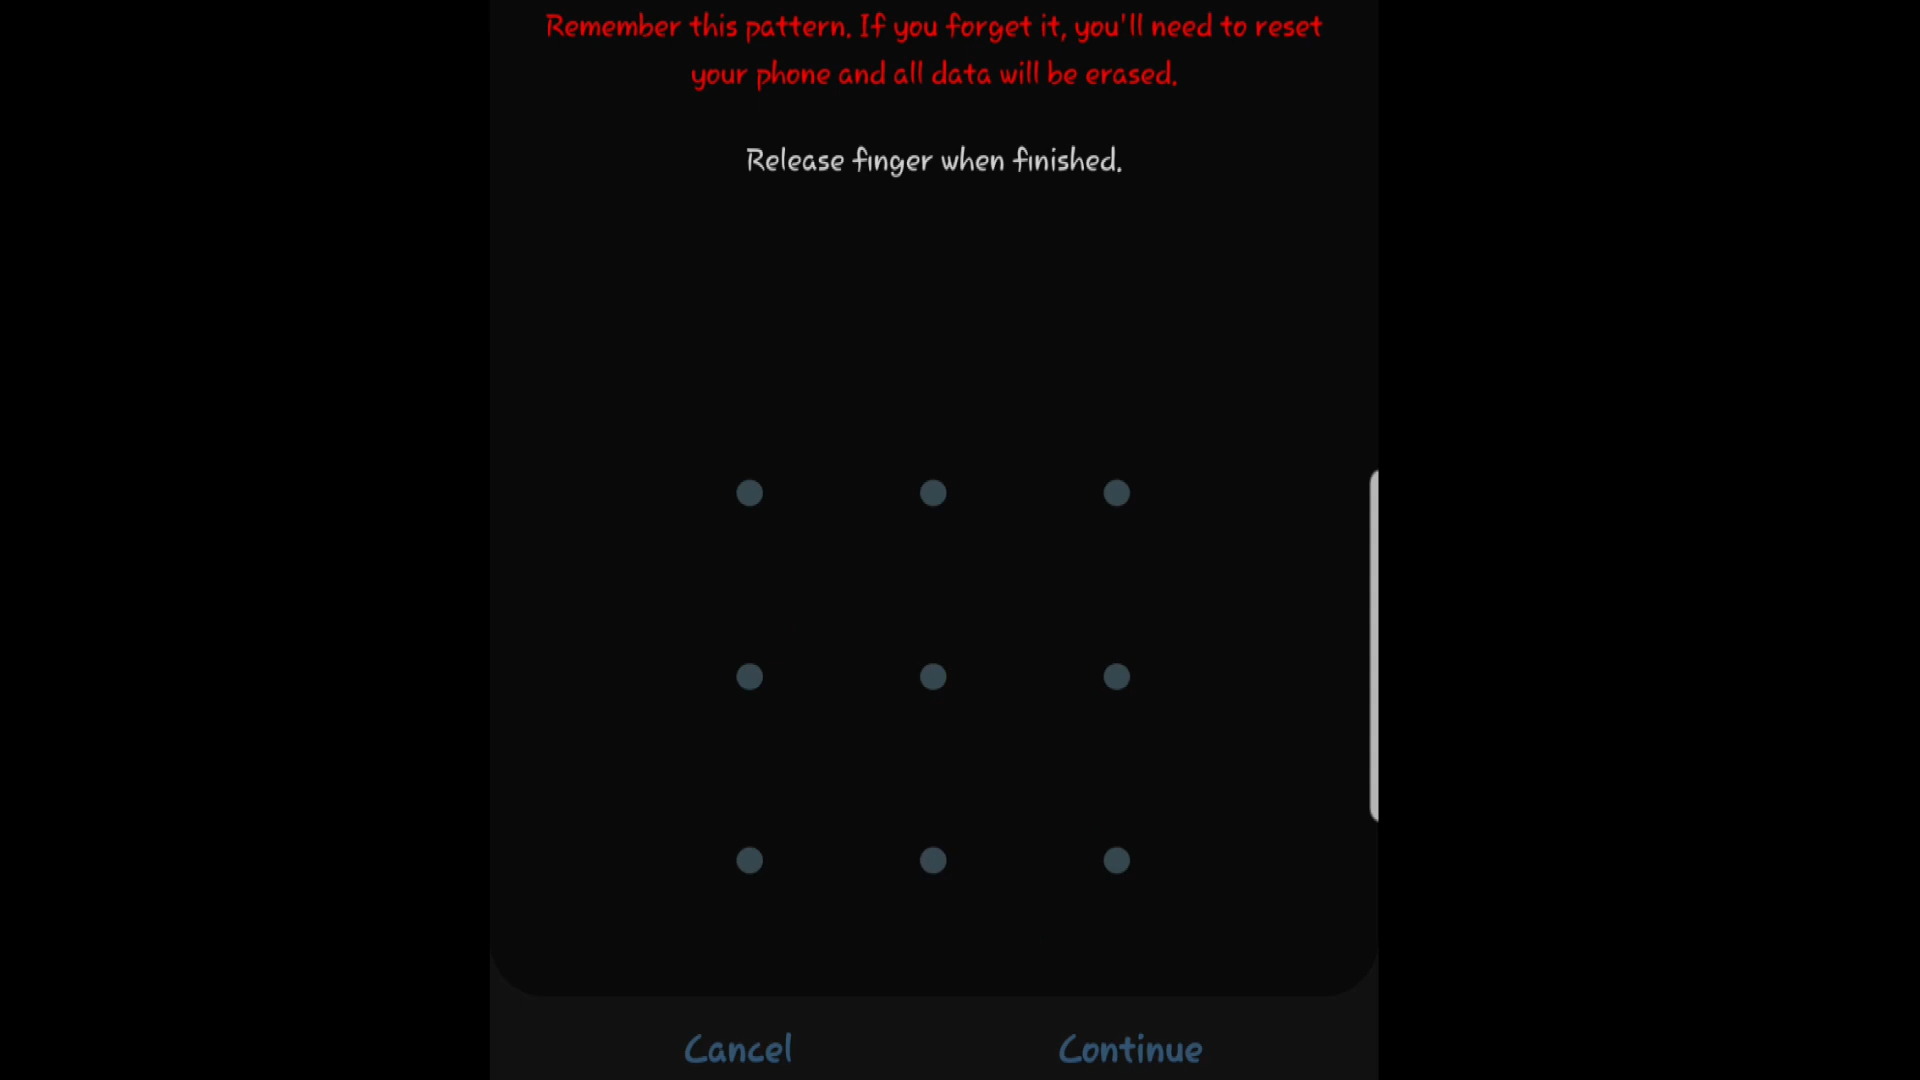 Remember this pattern. If you forget it, you'll need to reset
your phone and all data will be erased.
Release finger when finished.
Cancel
Continue